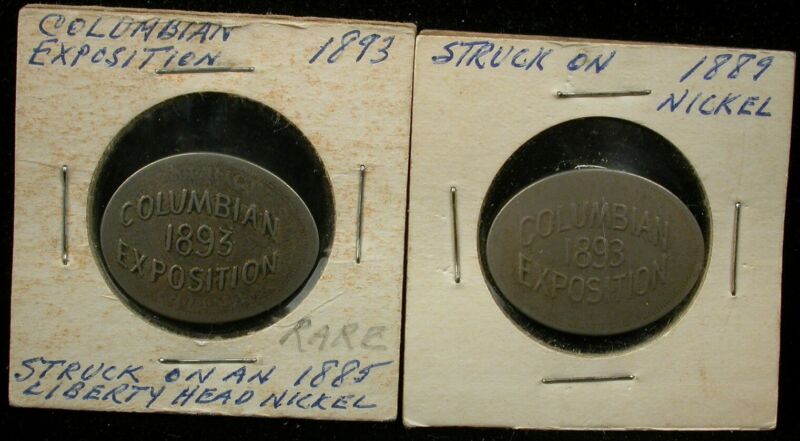 COLUMBIAN
EXPOSITION 1893
COLUMBIAN
1893
EXPOSITION
RARE
STRUCK ON AN 1885
LIBERTY HEAD NICKEL
STRUCK ON 1889
NICKEL
COLUMBIAN
1893
EXPOSITION